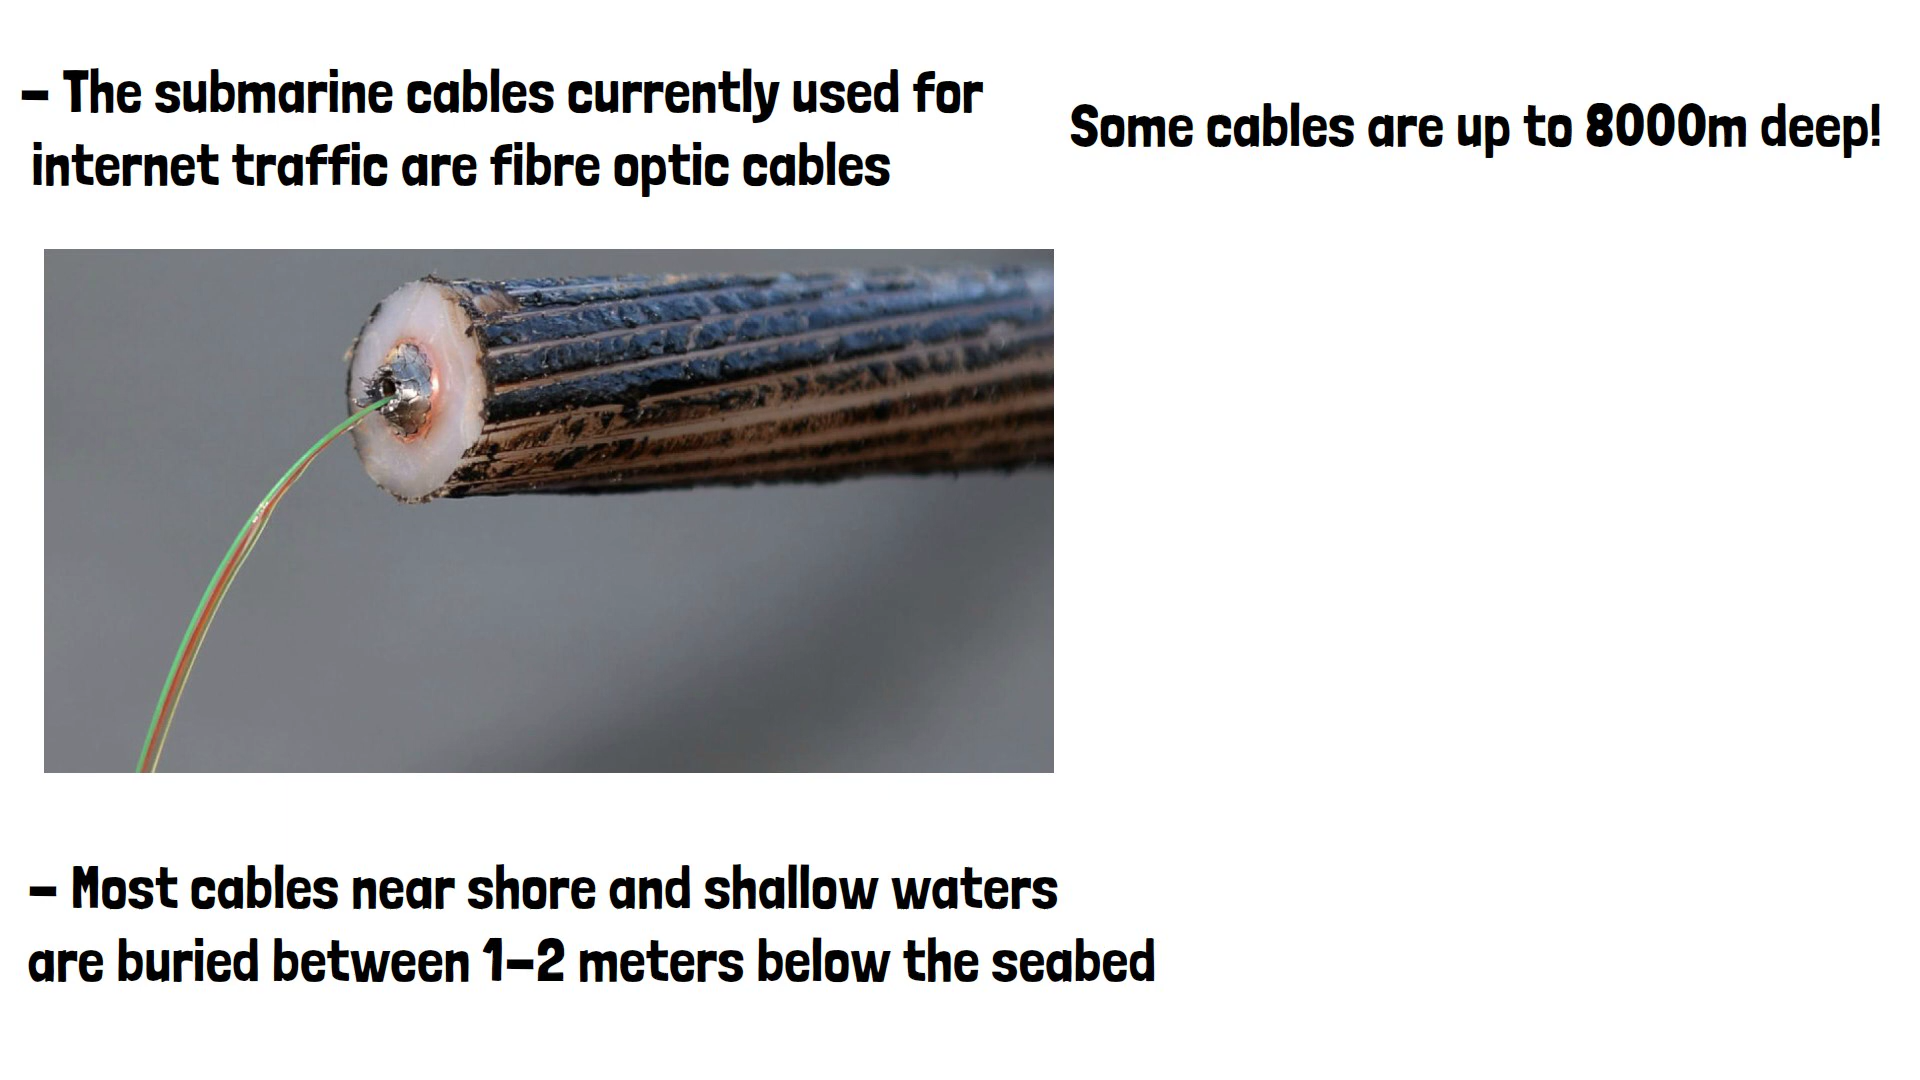 - The submarine cables currently used for
internet traffic are fibre optic cables
Some cables are up to 8000m deep!
- Most cables near shore and shallow waters
are buried between 1-2 meters below the seabed